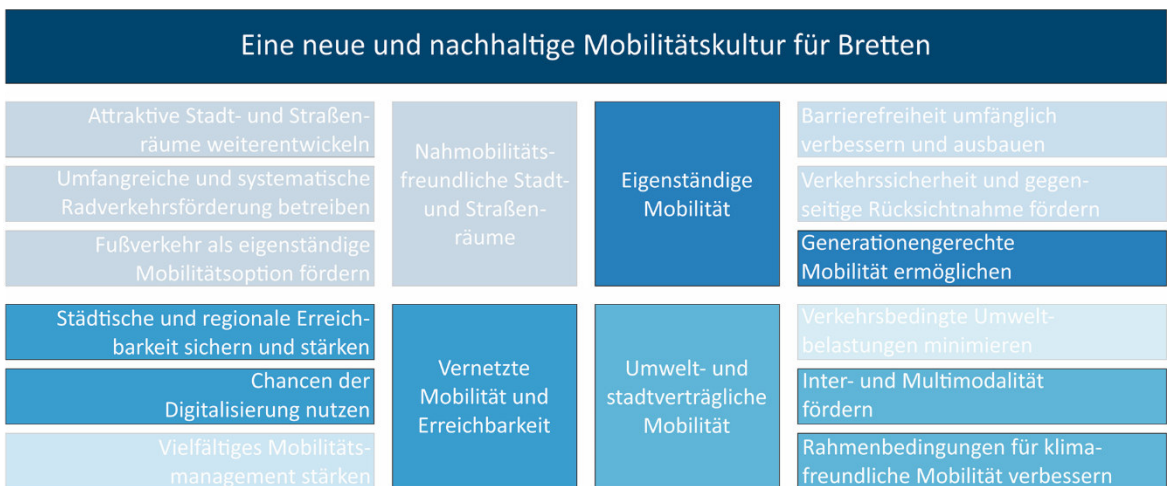 Eine neue und nachhaltige Mobilitätskultur für Bretten
Attraktive Stadt- und Straßen-
räume weiterentwickeln
Umfangreiche und systematische
Radverkehrsförderung betreiben
Fußverkehr als eigenständige
Mobilitätsoption fördern
Nahmobilitäts-
freundliche Stadt-
und Straßen-
räume
Eigenständige
Mobilität
Barrierefreiheit umfänglich
verbessern und ausbauen
Verkehrssicherheit und gegen-
seitige Rücksichtnahme fördern
Generationengerechte
Mobilität ermöglichen
Städtische und regionale Erreich-
barkeit sichern und stärken
Chancen der
Digitalisierung nutzen
Vielfältiges Mobilitäts-
management stärken
Vernetzte
Mobilität und
Erreichbarkeit
Umwelt- und
stadtverträgliche
Mobilität
Verkehrsbedingte Umwelt-
belastungen minimieren
Inter- und Multimodalität
fördern
Rahmenbedingungen für klima-
freundliche Mobilität verbessern